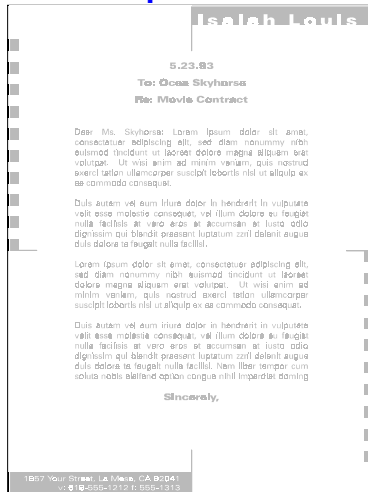 Isaiah Louis
5.23.93
To: Ocea Skyhorse
Re: Movie Contract
Dear Ms. Skyhorse: Lorem ipsum dolor sit amet,
consectetuer adipiscing elit, sed diam nonummy nibh
euismod tincidunt ut laoreet dolore magna aliquam erat
volutpat. Ut wisi enim ad minim veniam, quis nostrud
exerci tation ullamcorper suscipit lobortis nisl ut aliquip ex
ea commodo consequat.
Duis autem vel eum iriure dolor in hendrerit in vulputate
velit esse molestie consequat, vel illum dolore eu feugiat
nulla facilisis at vero eros et accumsan et iusto odio
dignissim qui blandit praesent luptatum zzril delenit augue
duis dolore te feugait nulla facilisi.
Lorem ipsum dolor sit amet, consectetuer adipiscing elit,
sed diam nonummy nibh euismod tincidunt ut laoreet
dolore magna aliquam erat volutpat. Ut wisi enim ad
minim veniam, quis nostrud exerci tation ullamcorper
suscipit lobortis nisl ut aliquip ex ea commodo consequat.
Duis autem vel eum iriure dolor in hendrerit in vulputate
velit esse molestie consequat, vel illum dolore eu feugiat
nulla facilisis at vero eros et accumsan et iusto odio
dignissim qui blandit praesent luptatum zzril delenit augue
duis dolore te feugait nulla facilisi. Nam liber tempor cum
soluta nobis eleifend option congue nihil imperdiet doming
Sincerely,
1857 Your Street, La Mesa, CA 92041
v: 619-555-1212 f: 555-1313